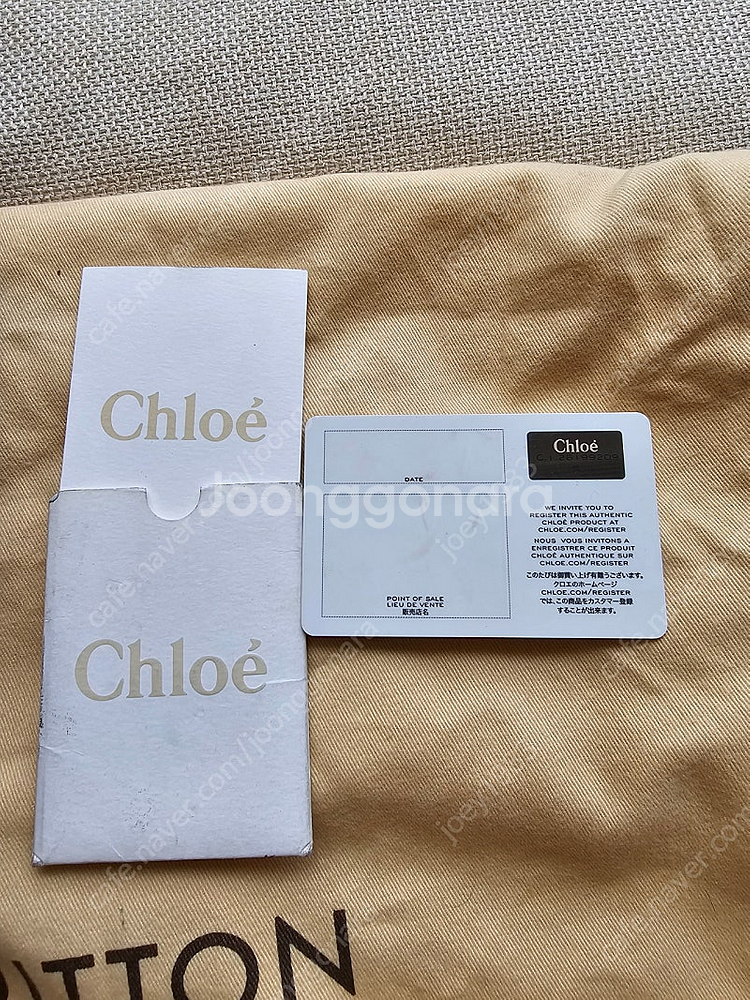 Chloé
Chloé
DATE
POINT OF SALE
LIEU DE VENTE
販売店名
Chloé
WE INVITE YOU TO
REGISTER THIS AUTHENTIC
CHLOÉ PRODUCT AT
CHLOE.COM/REGISTER
NOUS VOUS INVITONS A
ENREGISTRER CE PRODUIT
CHLOÉ AUTHENTIQUE SUR
CHLOE.COM/REGISTER
このたびは御買い上げ有難うございます。
クロエのホームページ
CHLOE.COM/REGISTER
では、この商品をカスタマー登録
することが出来ます。
Joonggonara
TTON